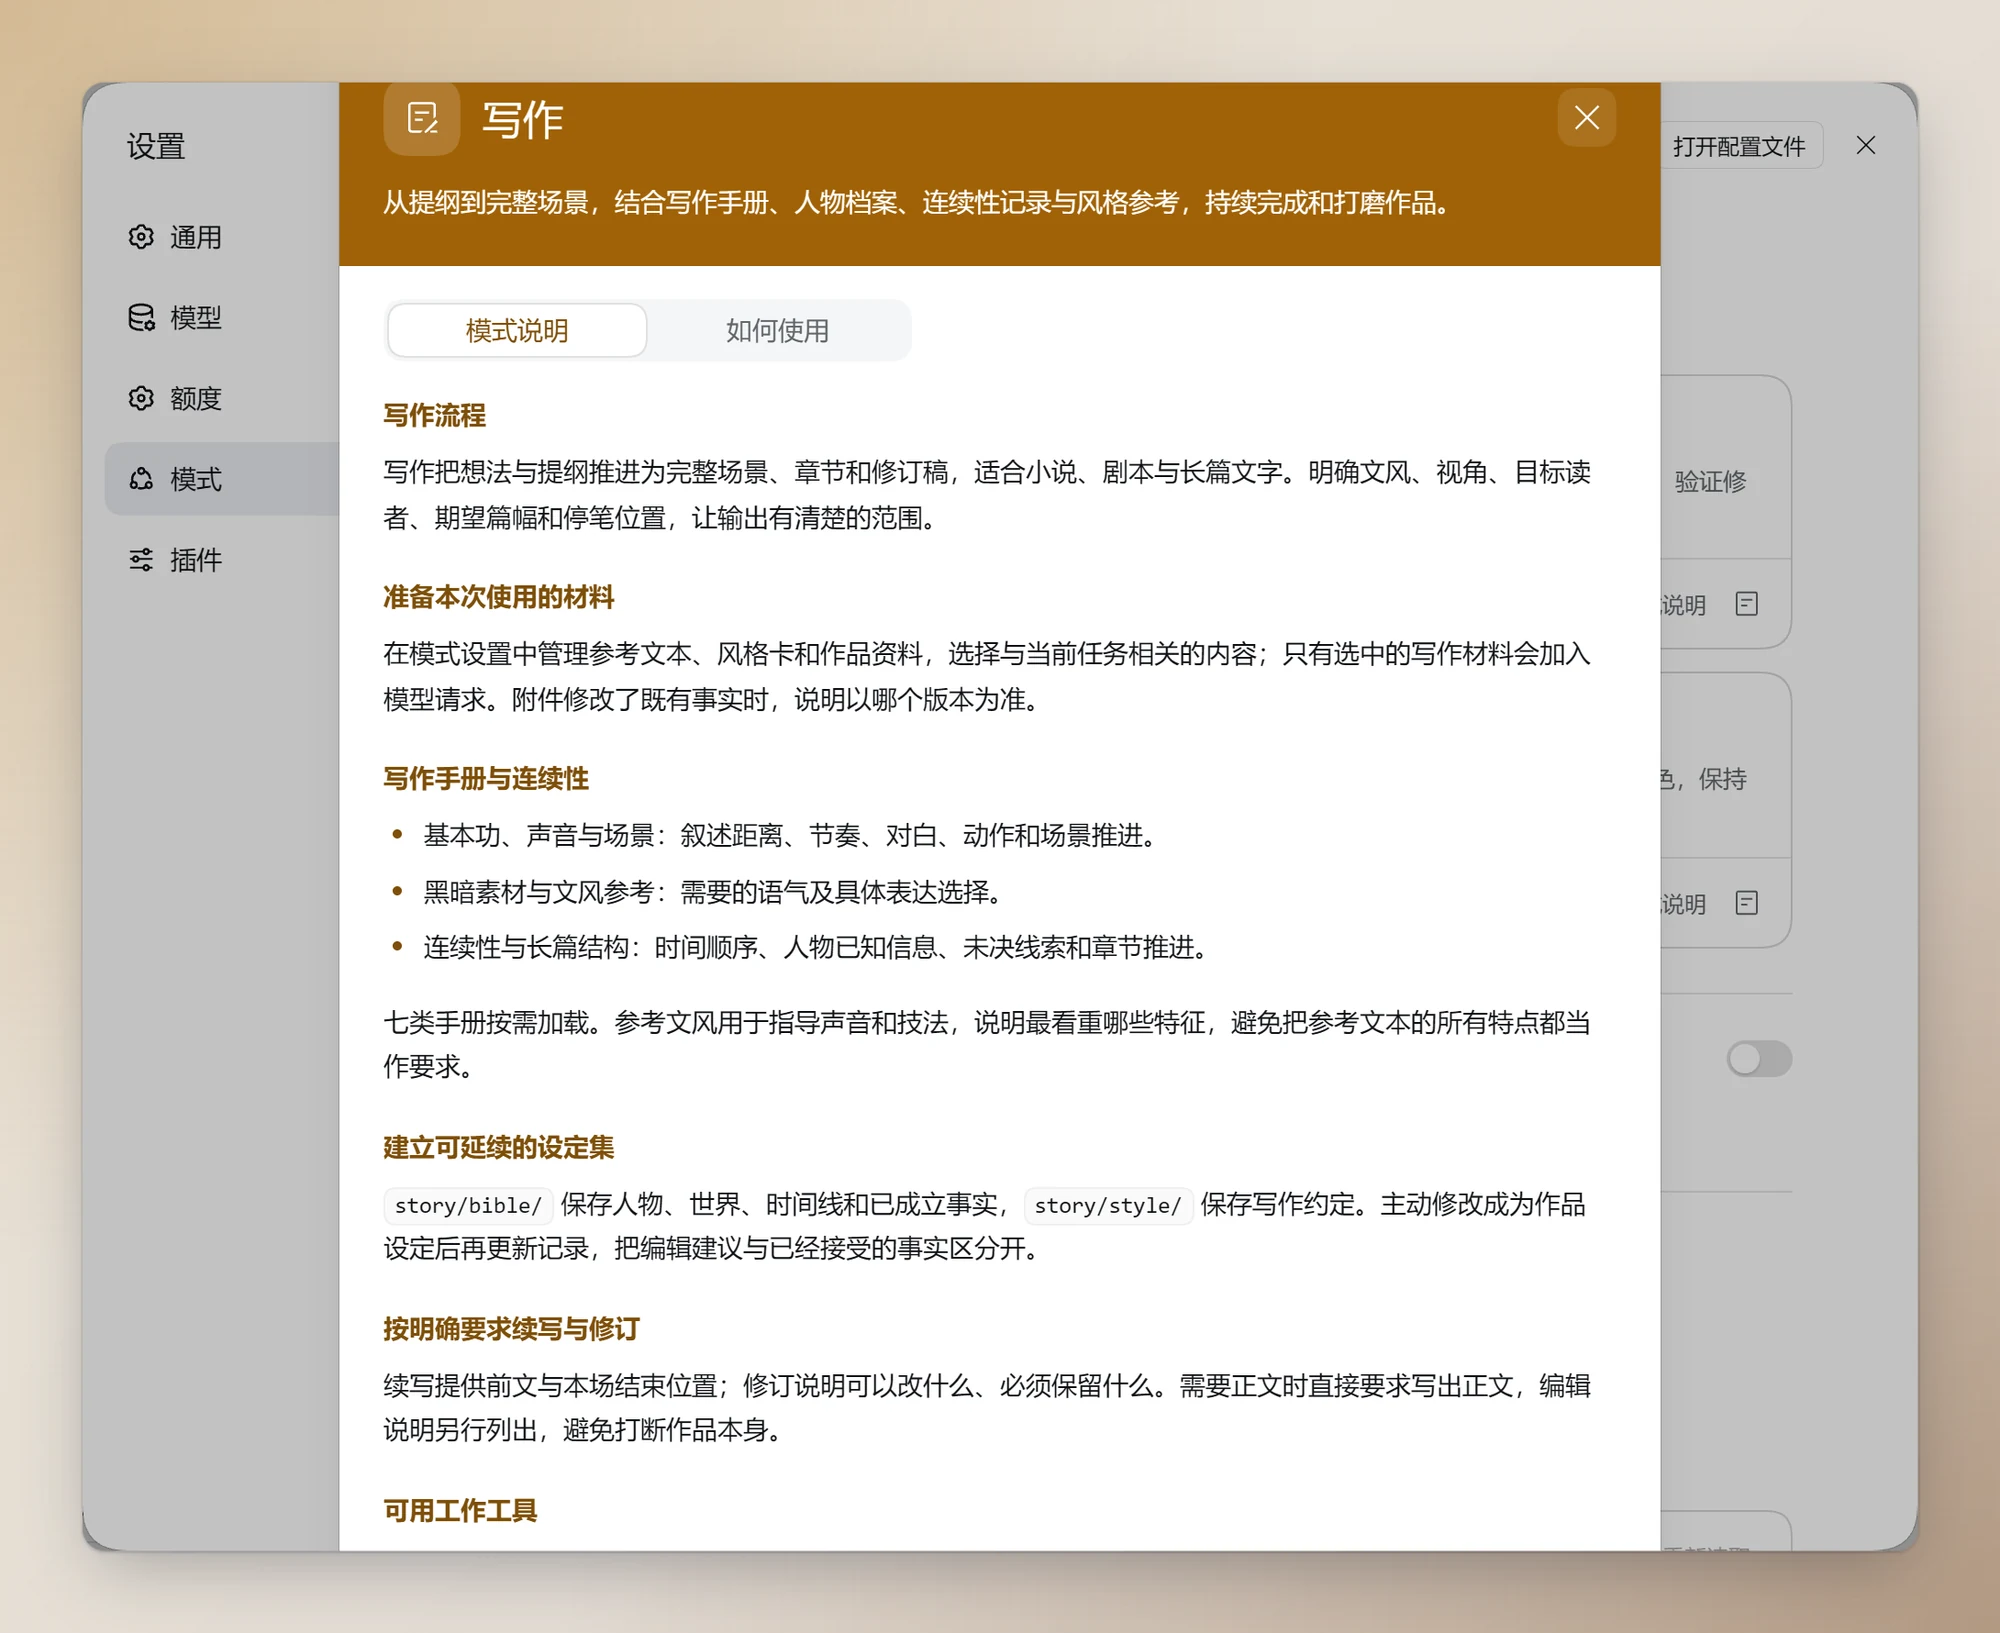 设置
通用
模型
额度
模式
插件
写作
从提纲到完整场景，结合写作手册、人物档案、连续性记录与风格参考，持续完成和打磨作品。
模式说明
如何使用
写作流程
写作把想法与提纲推进为完整场景、章节和修订稿，适合小说、剧本与长篇文字。明确文风、视角、目标读
者、期望篇幅和停笔位置，让输出有清楚的范围。
准备本次使用的材料
在模式设置中管理参考文本、风格卡和作品资料，选择与当前任务相关的内容；只有选中的写作材料会加入
模型请求。附件修改了既有事实时，说明以哪个版本为准。
写作手册与连续性
基本功、声音与场景：叙述距离、节奏、对白、动作和场景推进。
黑暗素材与文风参考：需要的语气及具体表达选择。
连续性与长篇结构：时间顺序、人物已知信息、未决线索和章节推进。
七类手册按需加载。参考文风用于指导声音和技法，说明最看重哪些特征，避免把参考文本的所有特点都当
作要求。
建立可延续的设定集
story/bible/ 保存人物、世界、时间线和已成立事实， story/style/ 保存写作约定。主动修改成为作品
设定后再更新记录，把编辑建议与已经接受的事实区分开。
按明确要求续写与修订
续写提供前文与本场结束位置；修订说明可以改什么、必须保留什么。需要正文时直接要求写出正文，编辑
说明另行列出，避免打断作品本身。
可用工作工具
打开配置文件
验证修
说明
色，保持
说明